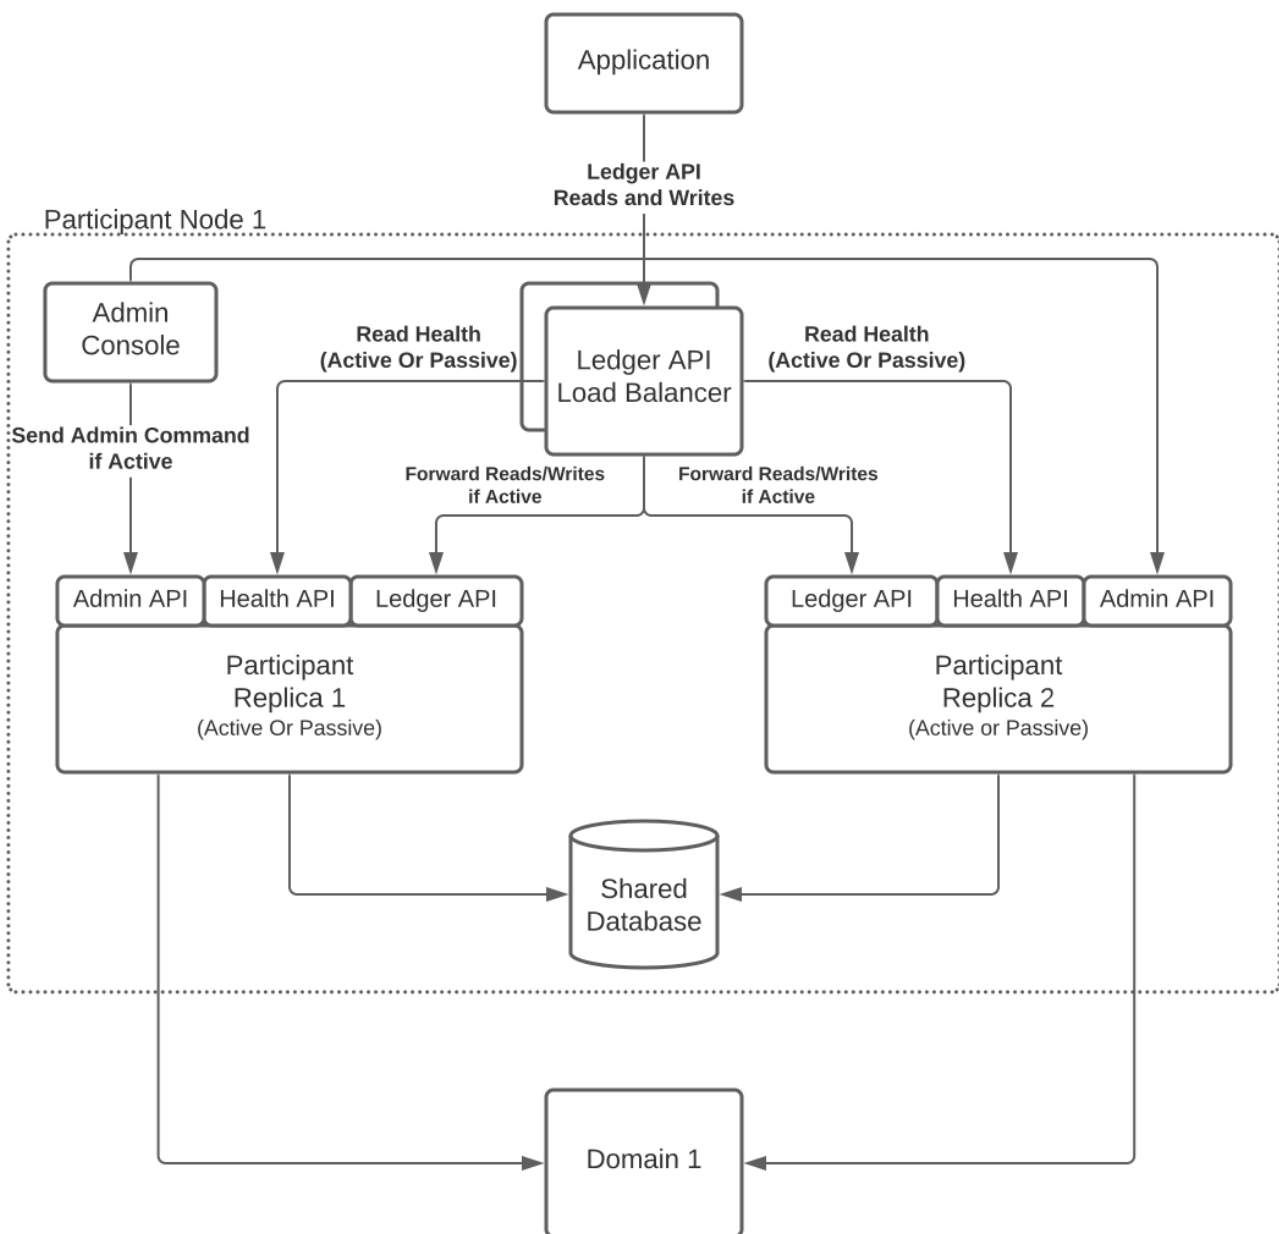 Application
Ledger API
Reads and Writes
Participant Node 1
Admin
Console
Read Health
(Active Or Passive)
Ledger API
Load Balancer
Read Health
(Active Or Passive)
Send Admin Command
if Active
Forward Reads/Writes
if Active
Forward Reads/Writes
if Active
Admin API
Health API
Ledger API
Ledger API
Health API
Admin API
Participant
Replica 1
(Active Or Passive)
Participant
Replica 2
(Active or Passive)
Shared
Database
Domain 1